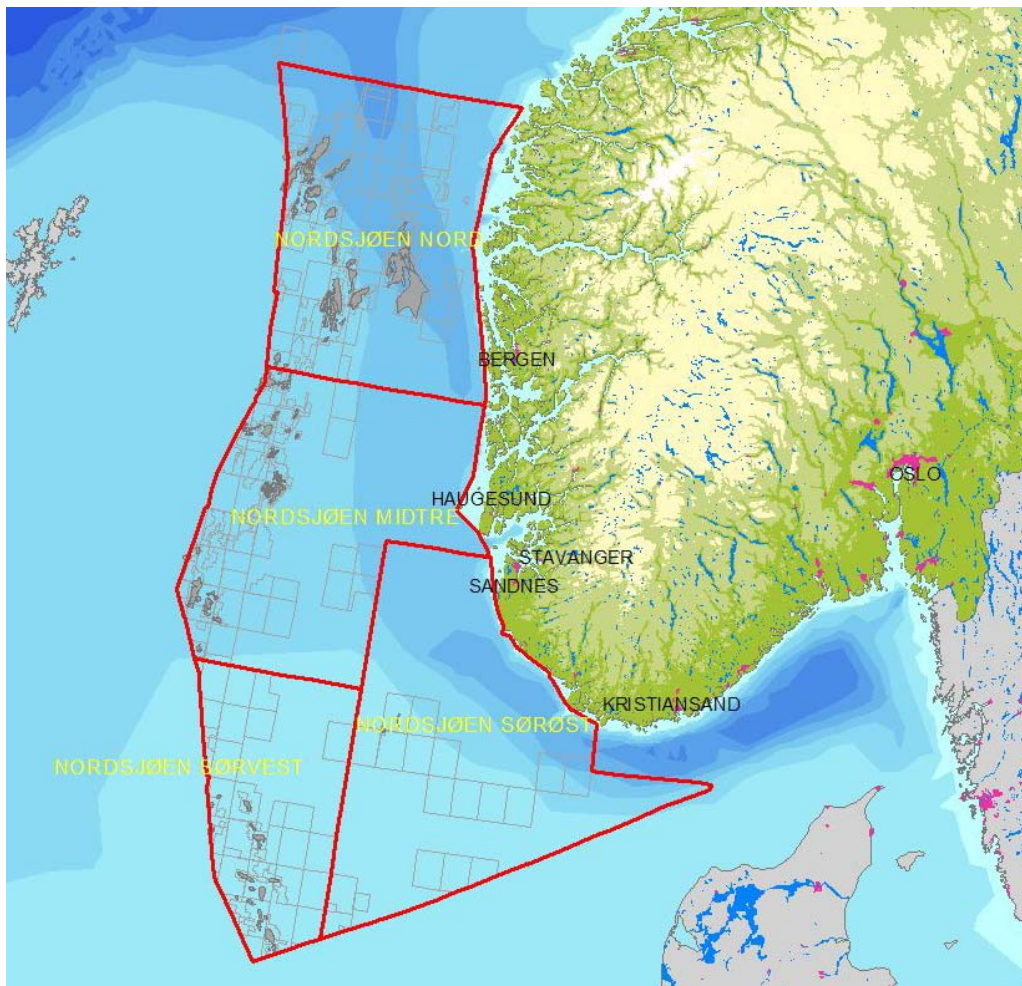 NORDSJØEN NORD
BERGEN
OSLO
HAUGESUND
NORDSJØEN MIDTRE
STAVANGER
SANDNES
KRISTIANSAND
NORDSJØEN SØRØST
NORDSJØEN SØRVEST